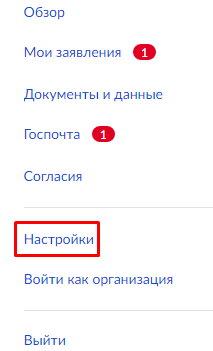 Обзор
Мои заявления 1
Документы и данные
Госпочта 1
Согласия
Настройки
Войти как организация
Выйти